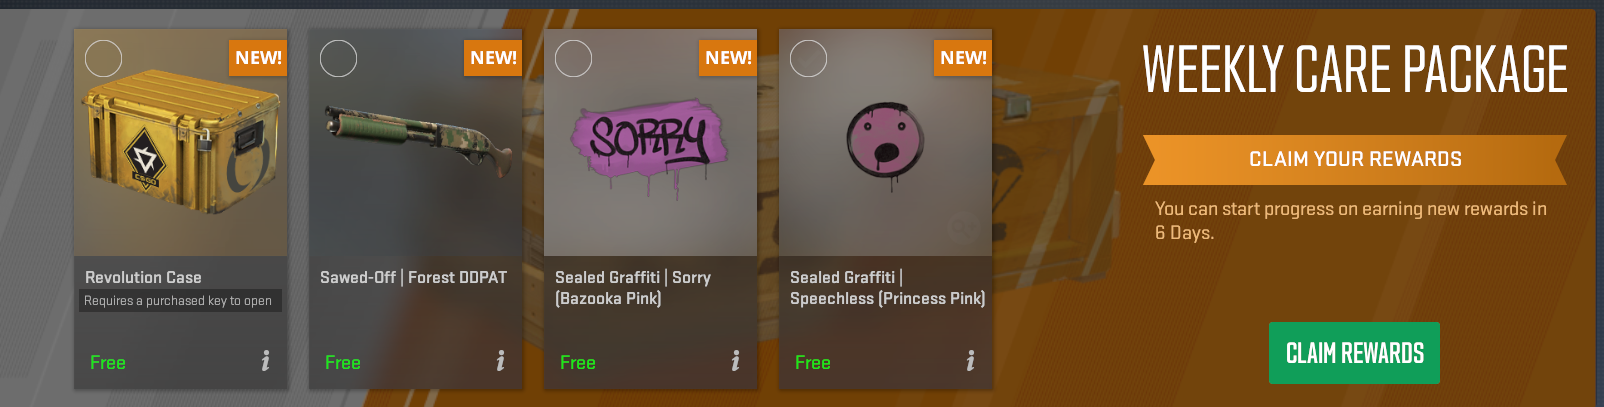 NEW!
Revolution Case
Requires a purchased key to open
Free
i
NEW!
Sawed-Off | Forest DDPAT
Free
i
NEW!
SORRY
Sealed Graffiti | Sorry
(Bazooka Pink)
Free
i
NEW!
Sealed Graffiti |
Speechless (Princess Pink)
Free
i
WEEKLY CARE PACKAGE
CLAIM YOUR REWARDS
You can start progress on earning new rewards in
6 Days.
CLAIM REWARDS